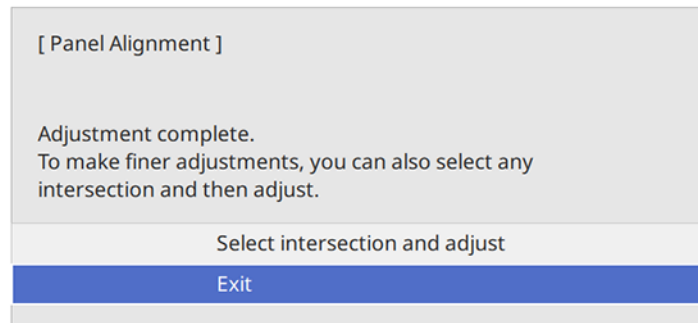 [ Panel Alignment ]
Adjustment complete.
To make finer adjustments, you can also select any
intersection and then adjust.
Select intersection and adjust
Exit